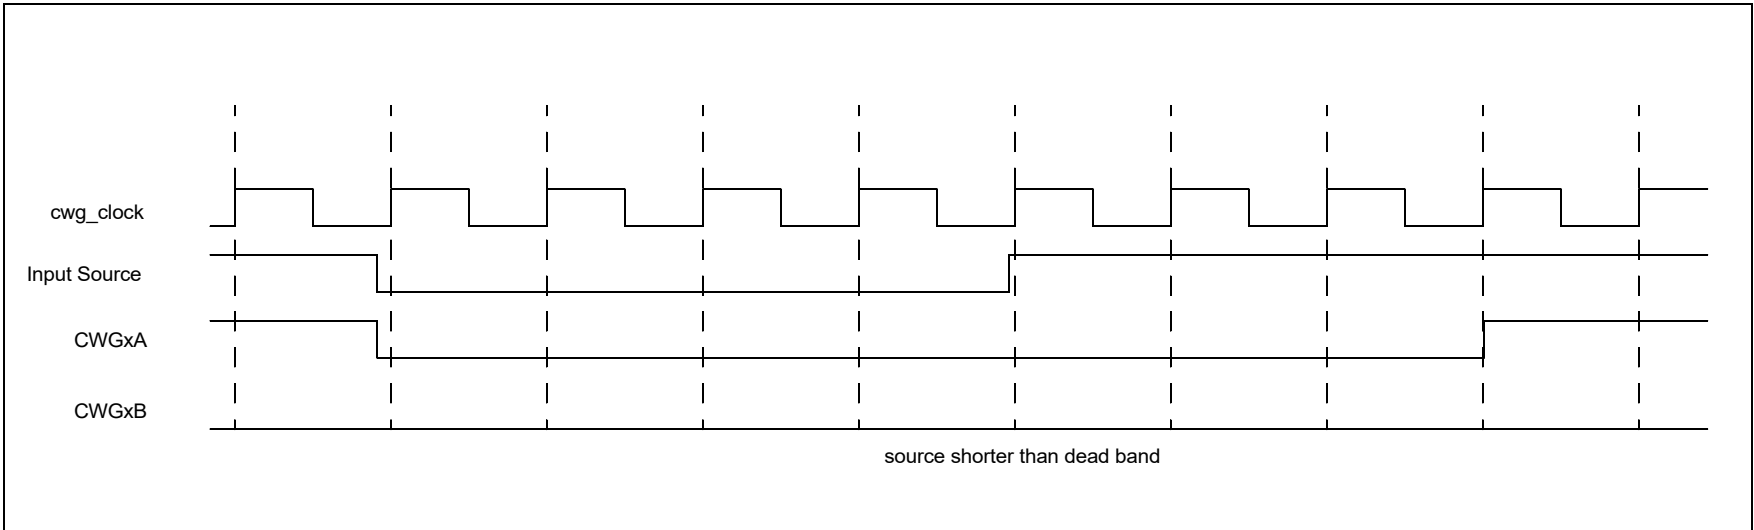 cwg_clock
Input Source
CWGxA
CWGxB
source shorter than dead band